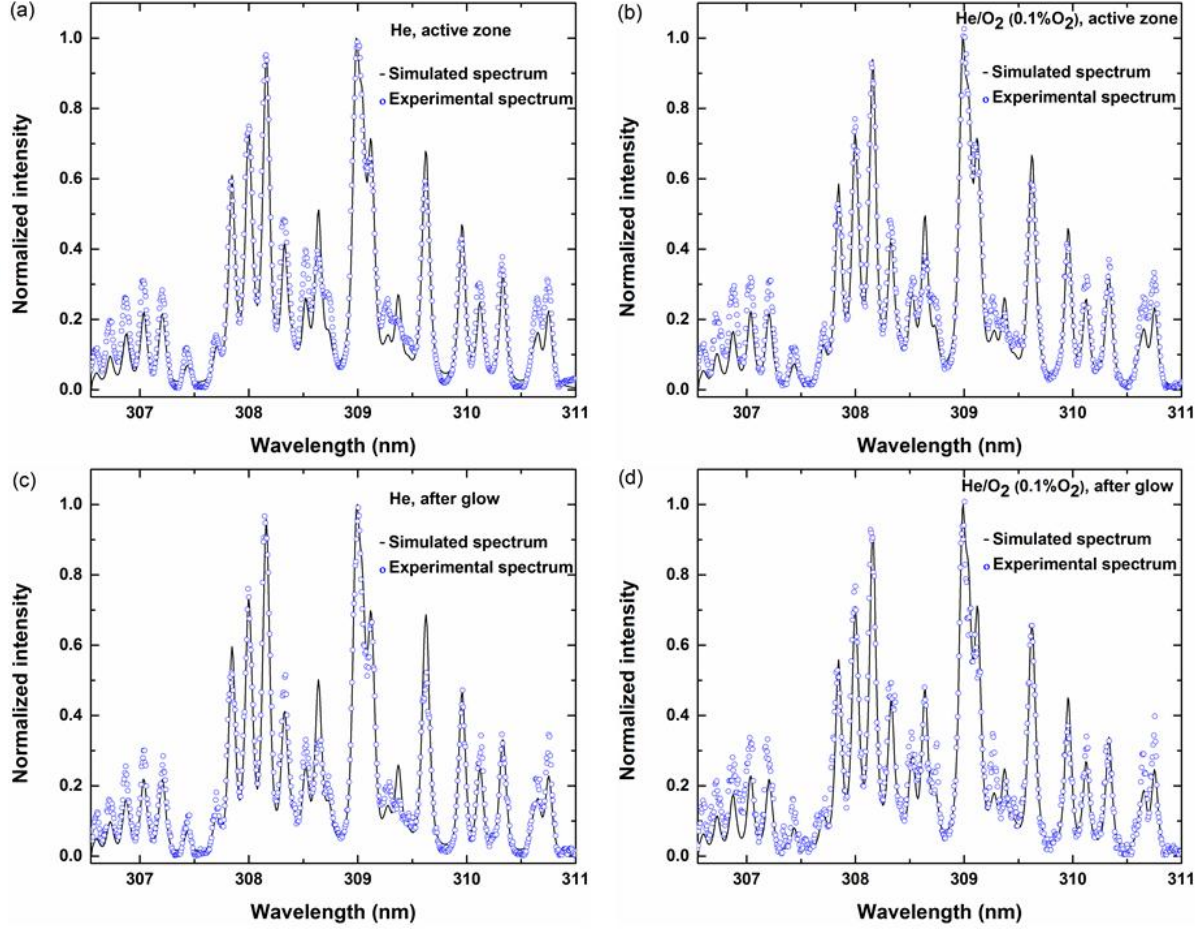 (a)
He, active zone
Simulated spectrum
Experimental spectrum
1.0
0.8
0.6
0.4
0.2
0.0
307
308
309
310
311
Wavelength (nm)
Normalized intensity
(b)
He/O2 (0.1%O2), active zone
Simulated spectrum
Experimental spectrum
1.0
0.8
0.6
0.4
0.2
0.0
307
308
309
310
311
Wavelength (nm)
Normalized intensity
(c)
He, after glow
Simulated spectrum
Experimental spectrum
1.0
0.8
0.6
0.4
0.2
0.0
307
308
309
310
311
Wavelength (nm)
Normalized intensity
(d)
He/O2 (0.1%O2), after glow
Simulated spectrum
Experimental spectrum
1.0
0.8
0.6
0.4
0.2
0.0
307
308
309
310
311
Wavelength (nm)
Normalized intensity